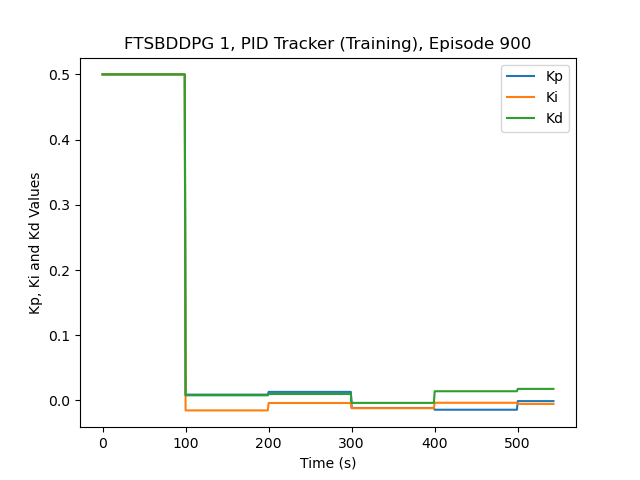 FTSBDDPG 1, PID Tracker (Training), Episode 900
Kp
Ki
Kd
Kp, Ki and Kd Values
0.5
0.4
0.3
0.2
0.1
0.0
0 100 200 300 400 500
Time (s)